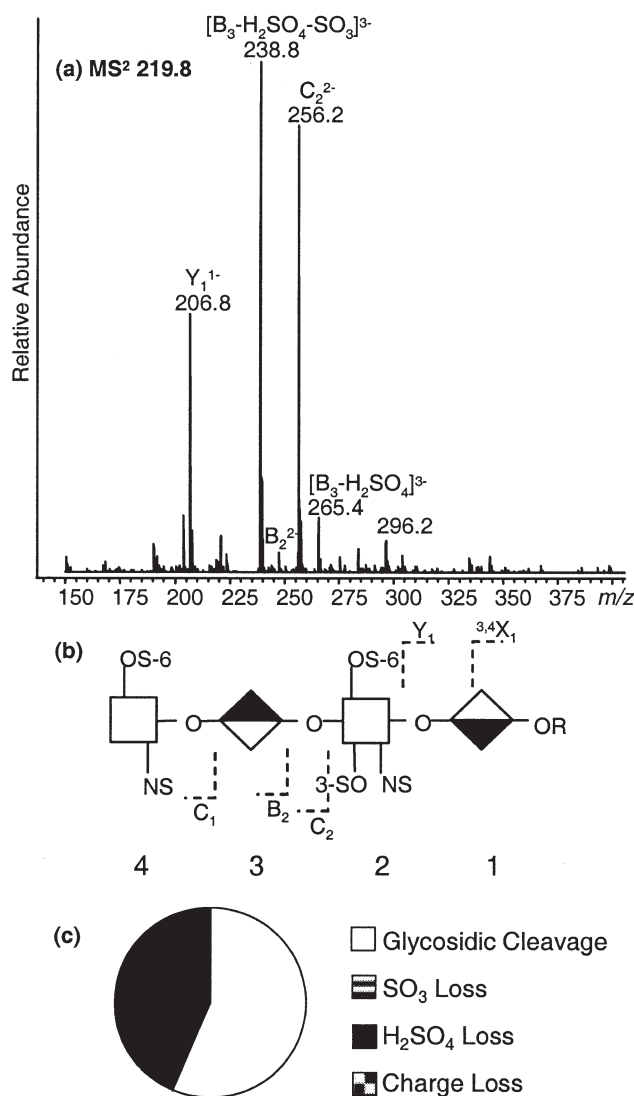 [B₃-H₂SO₄-SO₃]³⁻
238.8
(a) MS² 219.8
C₂²⁻
256.2
Y₁¹⁻
206.8
[B₃-H₂SO₄]³⁻
265.4
B₂²⁻
296.2
Relative Abundance
150 175 200 225 250 275 300 325 350 375 m/z
(b)
Y₁ ³,⁴X₁
OS-6 OS-6
O O O OR
NS 3-SO NS
C₁ B₂ C₂
4 3 2 1
(c)
Glycosidic Cleavage
SO₃ Loss
H₂SO₄ Loss
Charge Loss